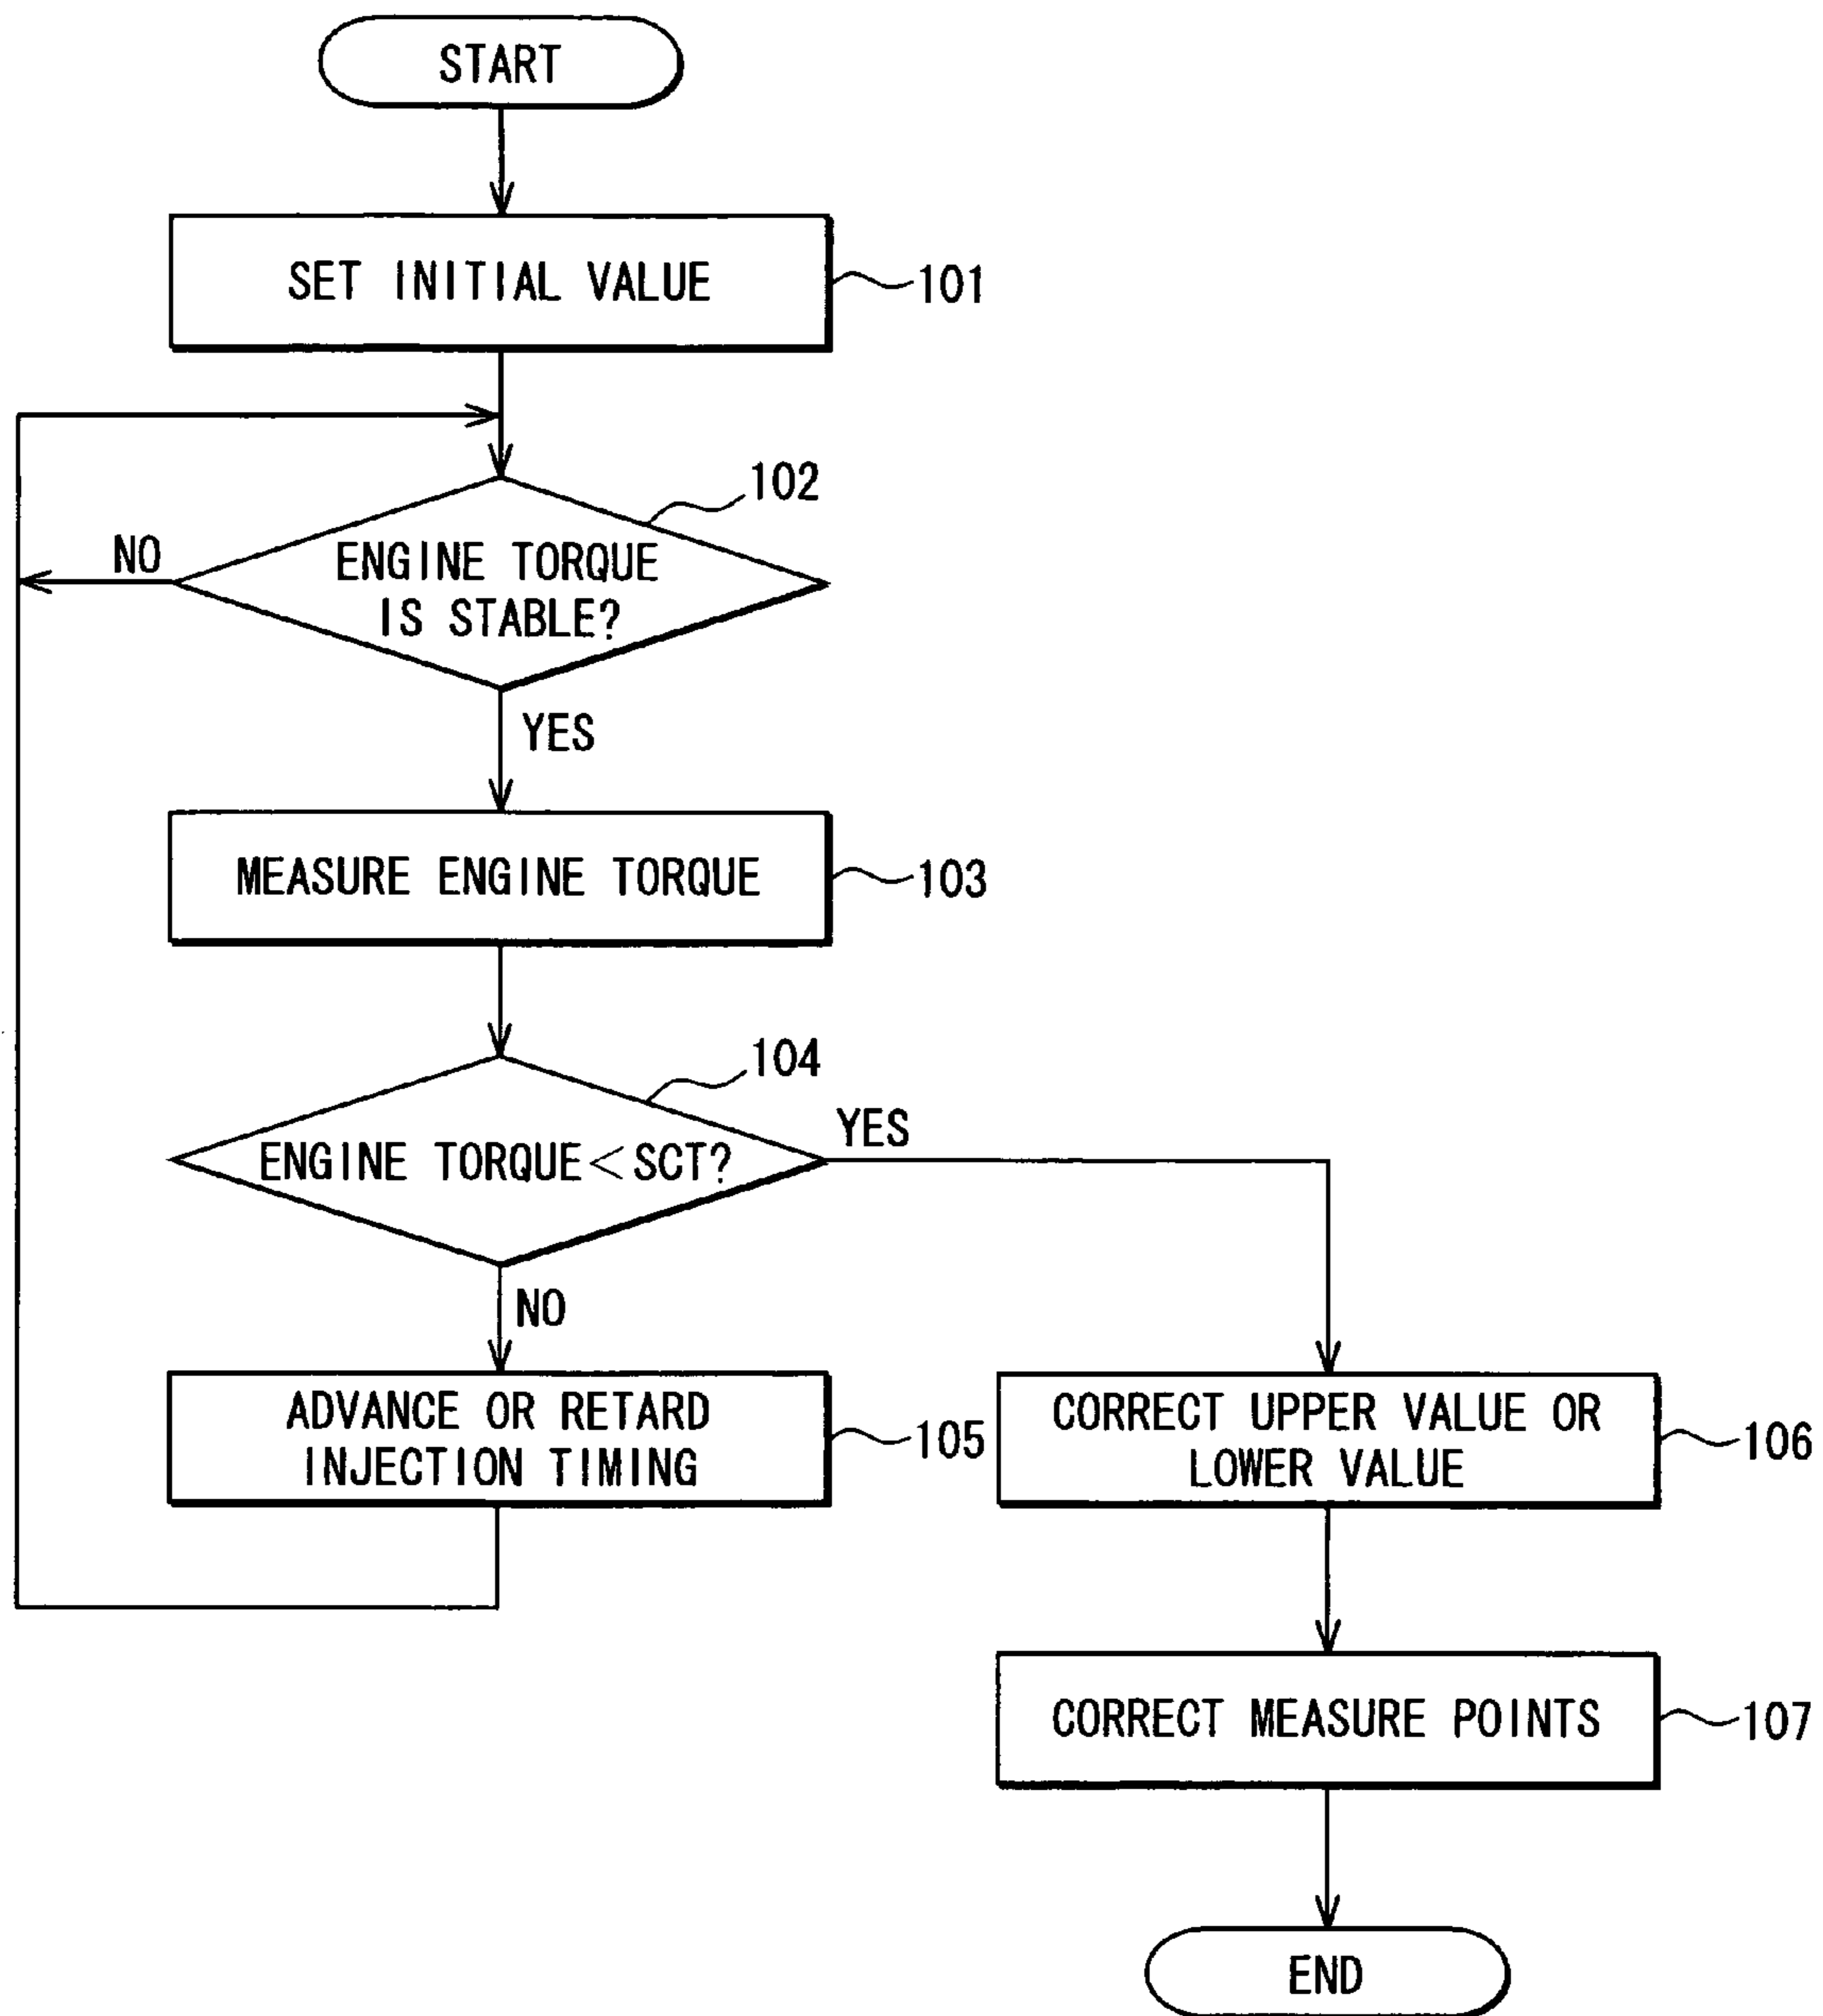 START
SET INITIAL VALUE
101
102
NO
ENGINE TORQUE
IS STABLE?
YES
MEASURE ENGINE TORQUE
103
104
ENGINE TORQUE<SCT?
YES
NO
ADVANCE OR RETARD
INJECTION TIMING
105
CORRECT UPPER VALUE OR
LOWER VALUE
106
CORRECT MEASURE POINTS
107
END